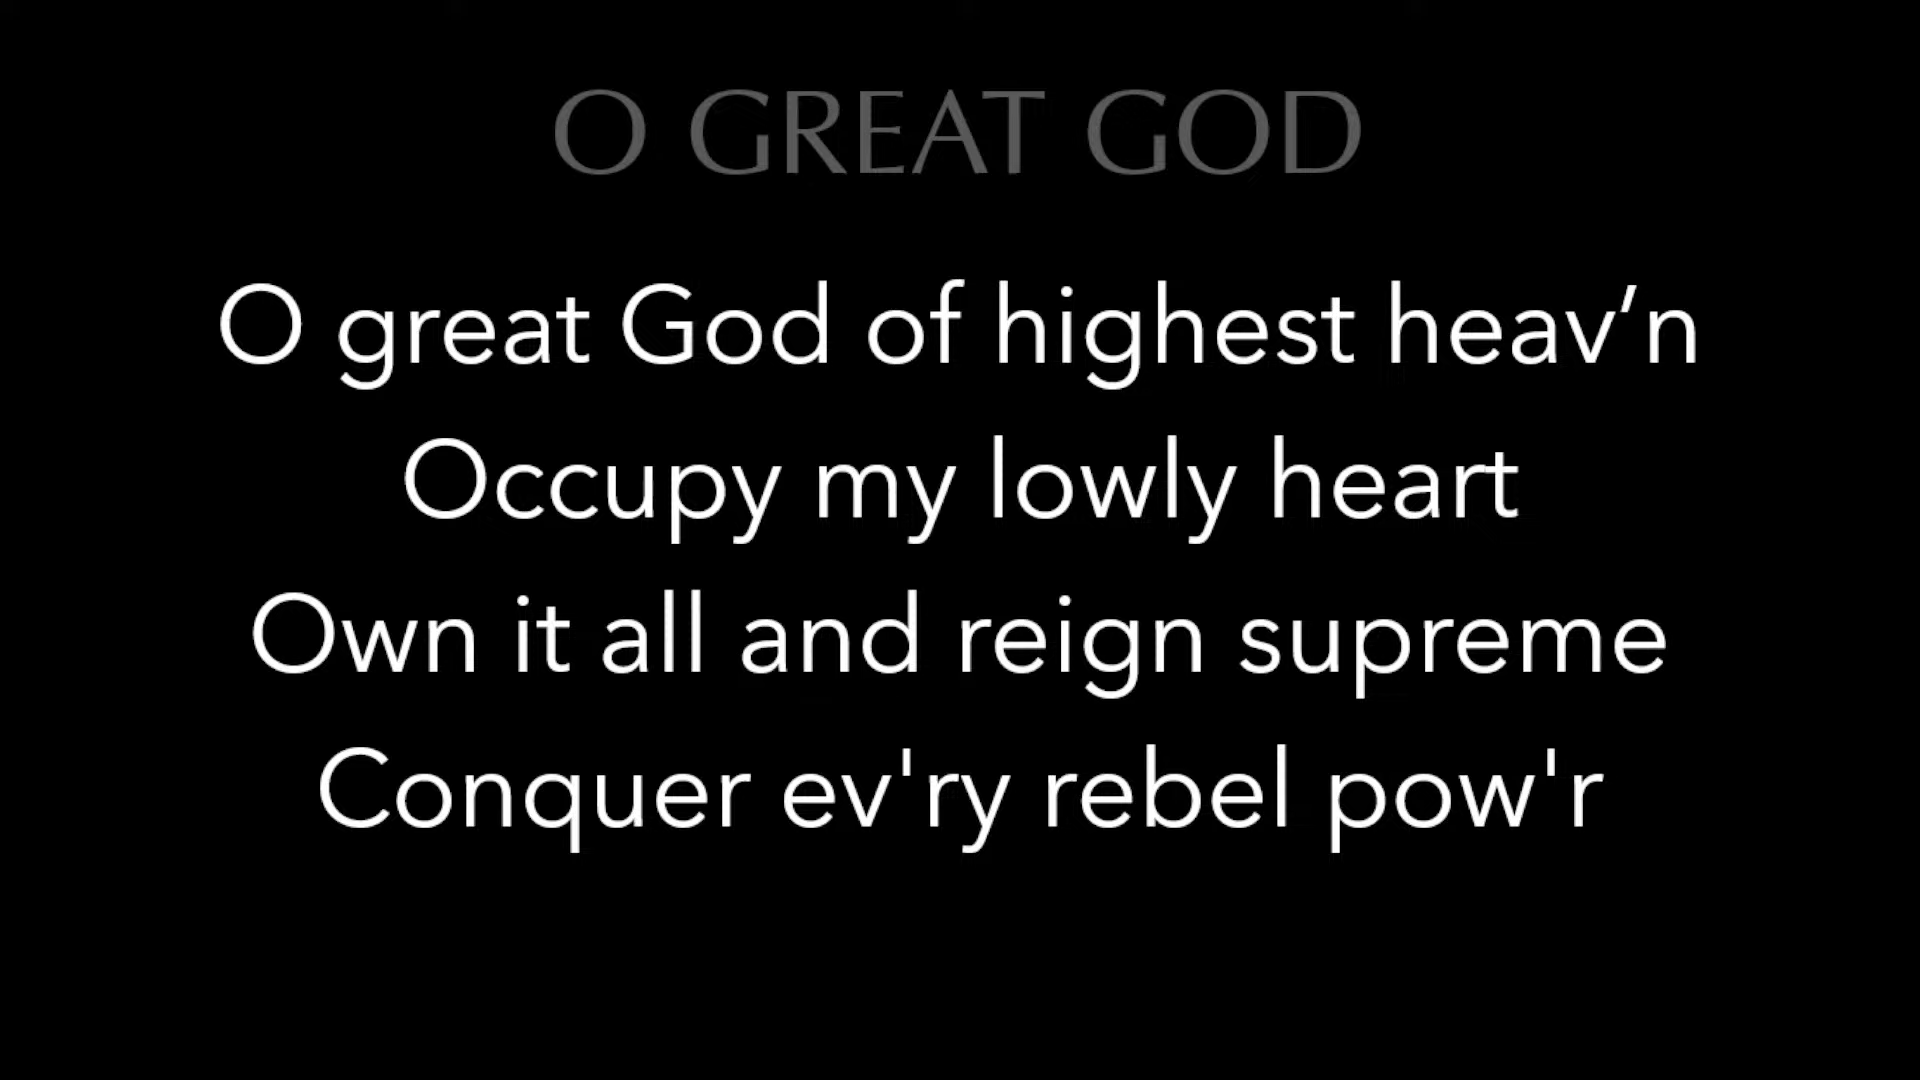 O GREAT GOD
O great God of highest heav’n
Occupy my lowly heart
Own it all and reign supreme
Conquer ev'ry rebel pow'r